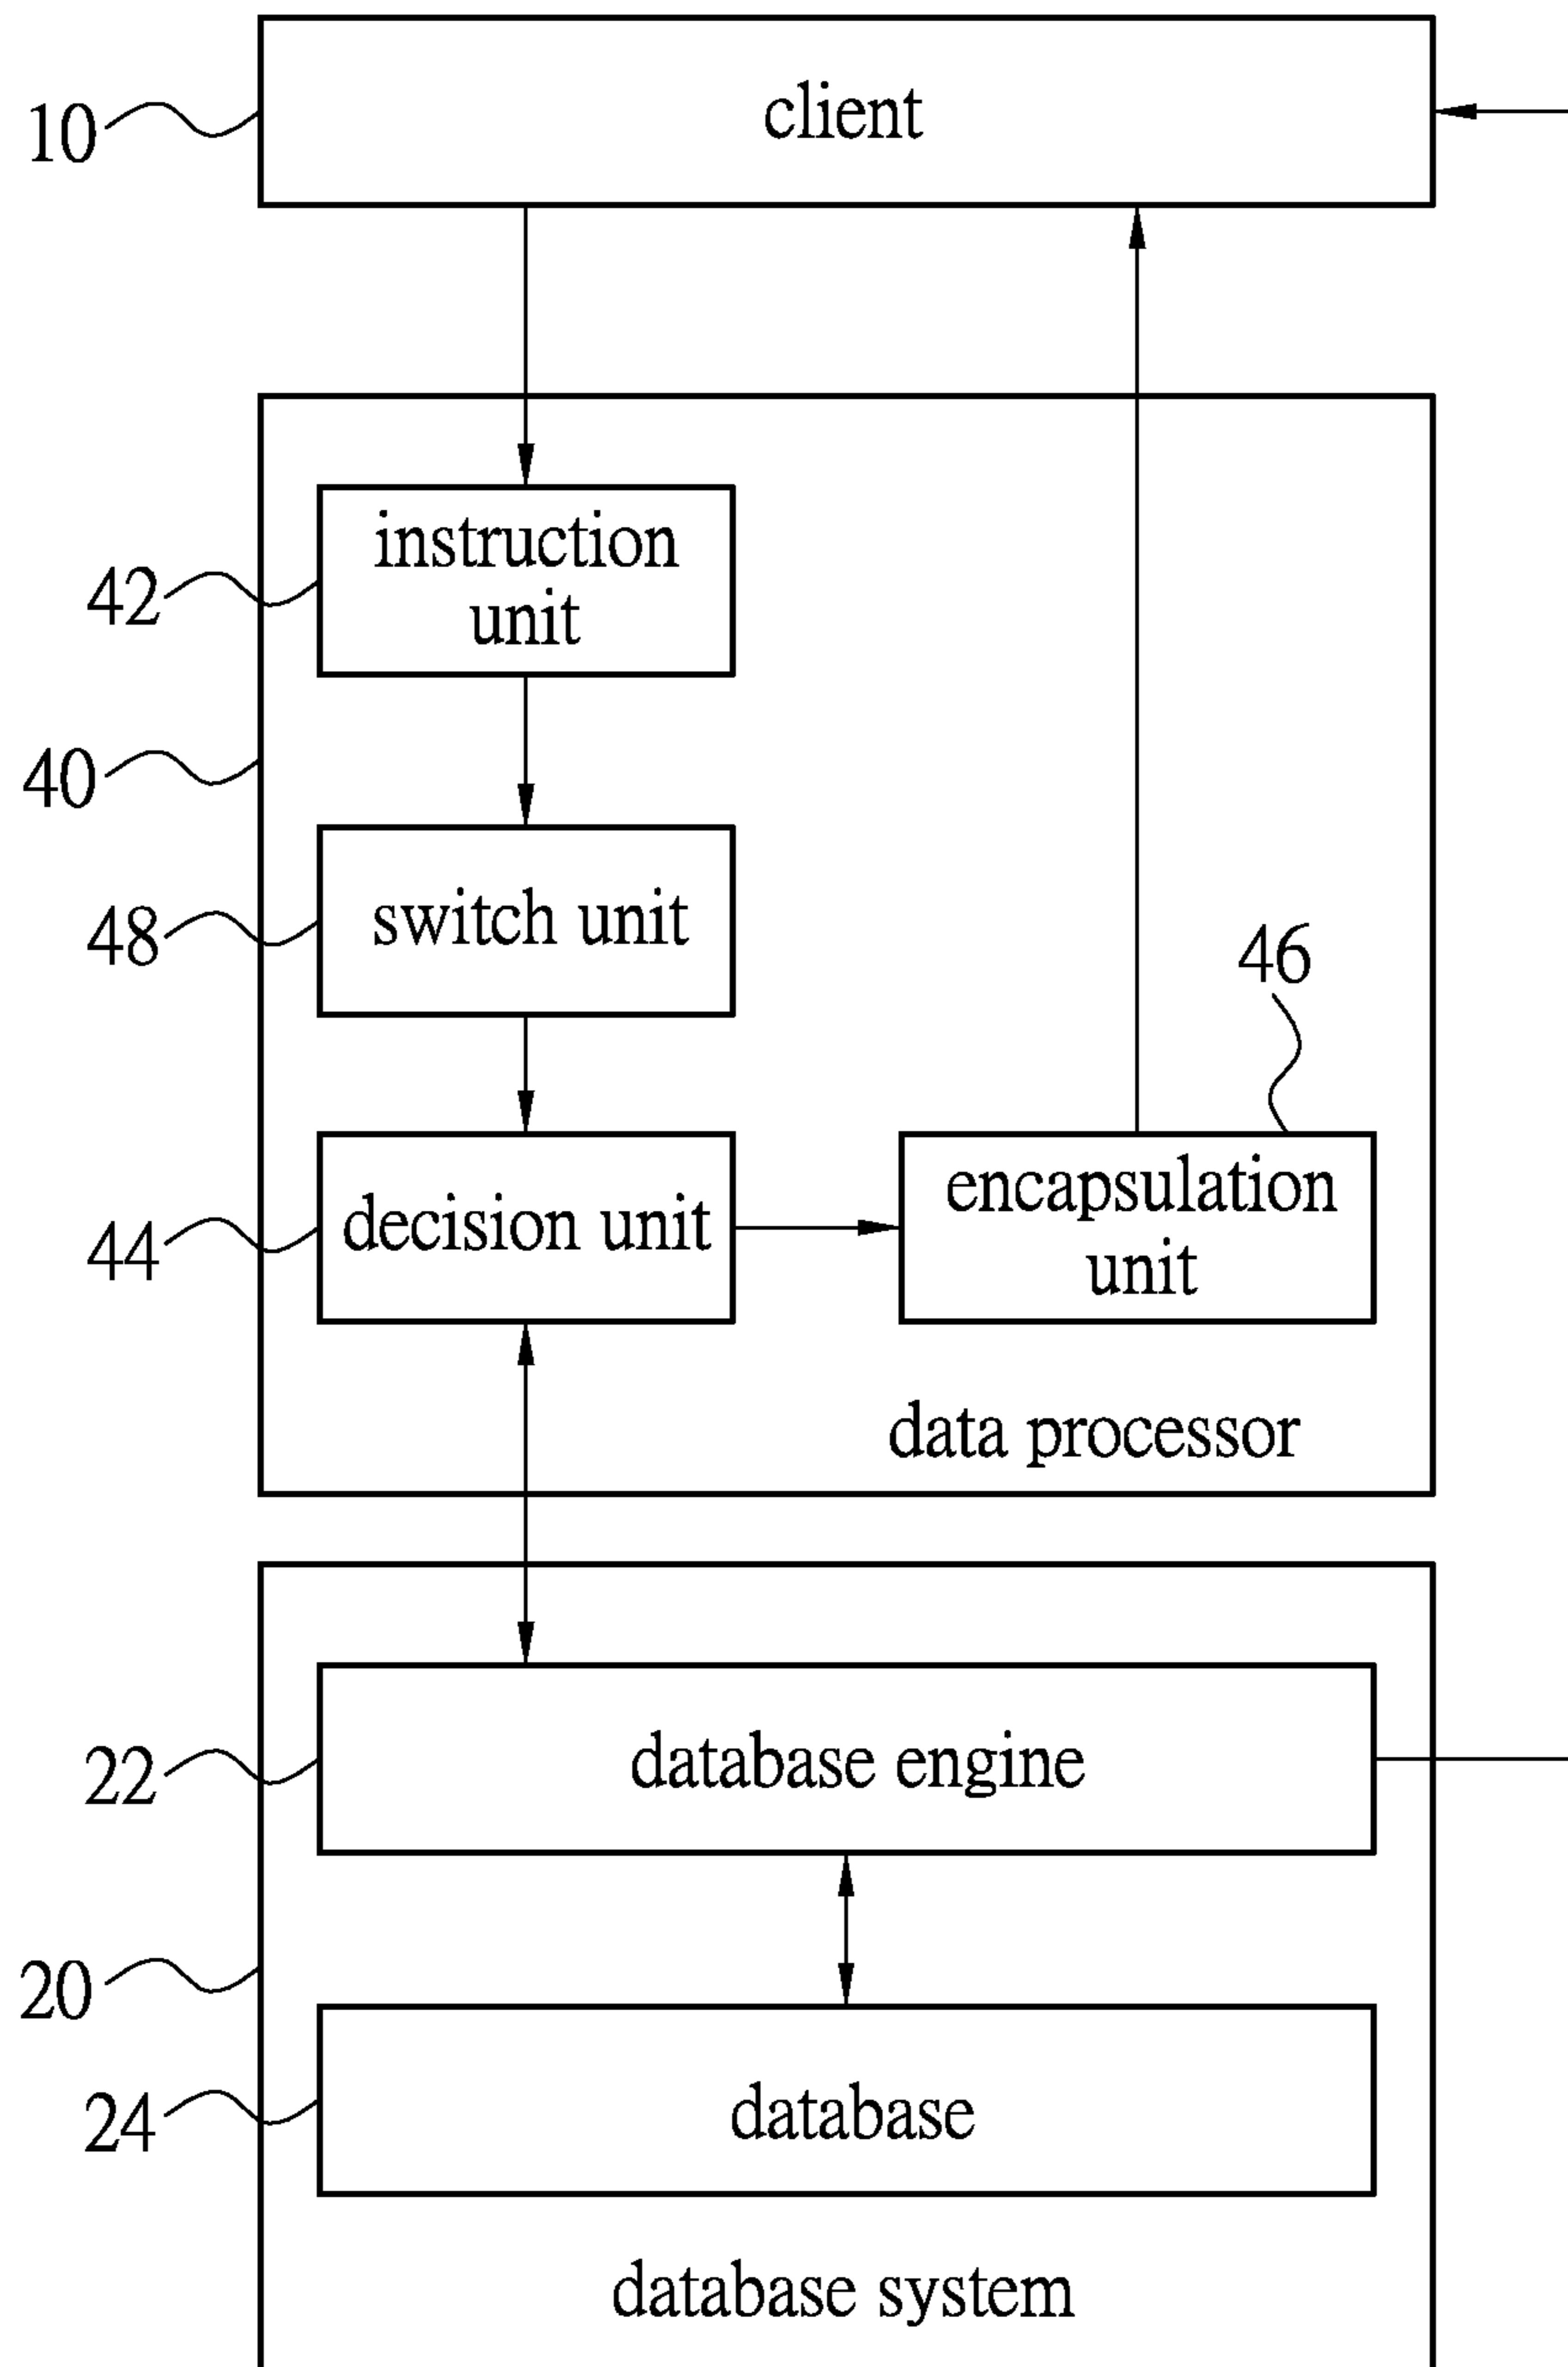 client
10
instruction
unit
42
40
switch unit
48
46
decision unit
44
encapsulation
unit
data processor
database engine
22
20
database
24
database system